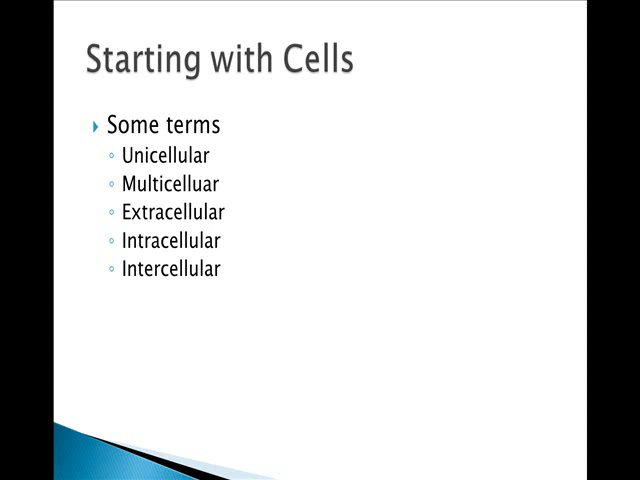 Starting with Cells
Some terms
Unicellular
Multicelluar
Extracellular
Intracellular
Intercellular